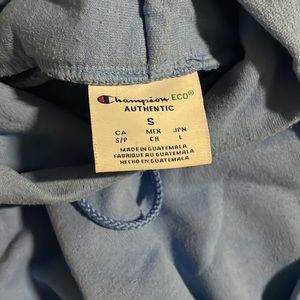 Champion ECO®
AUTHENTIC
S
CA MEX JPN
S/P CH L
MADE IN GUATEMALA
FABRIQUÉ AU GUATEMALA
HECHO EN GUATEMALA